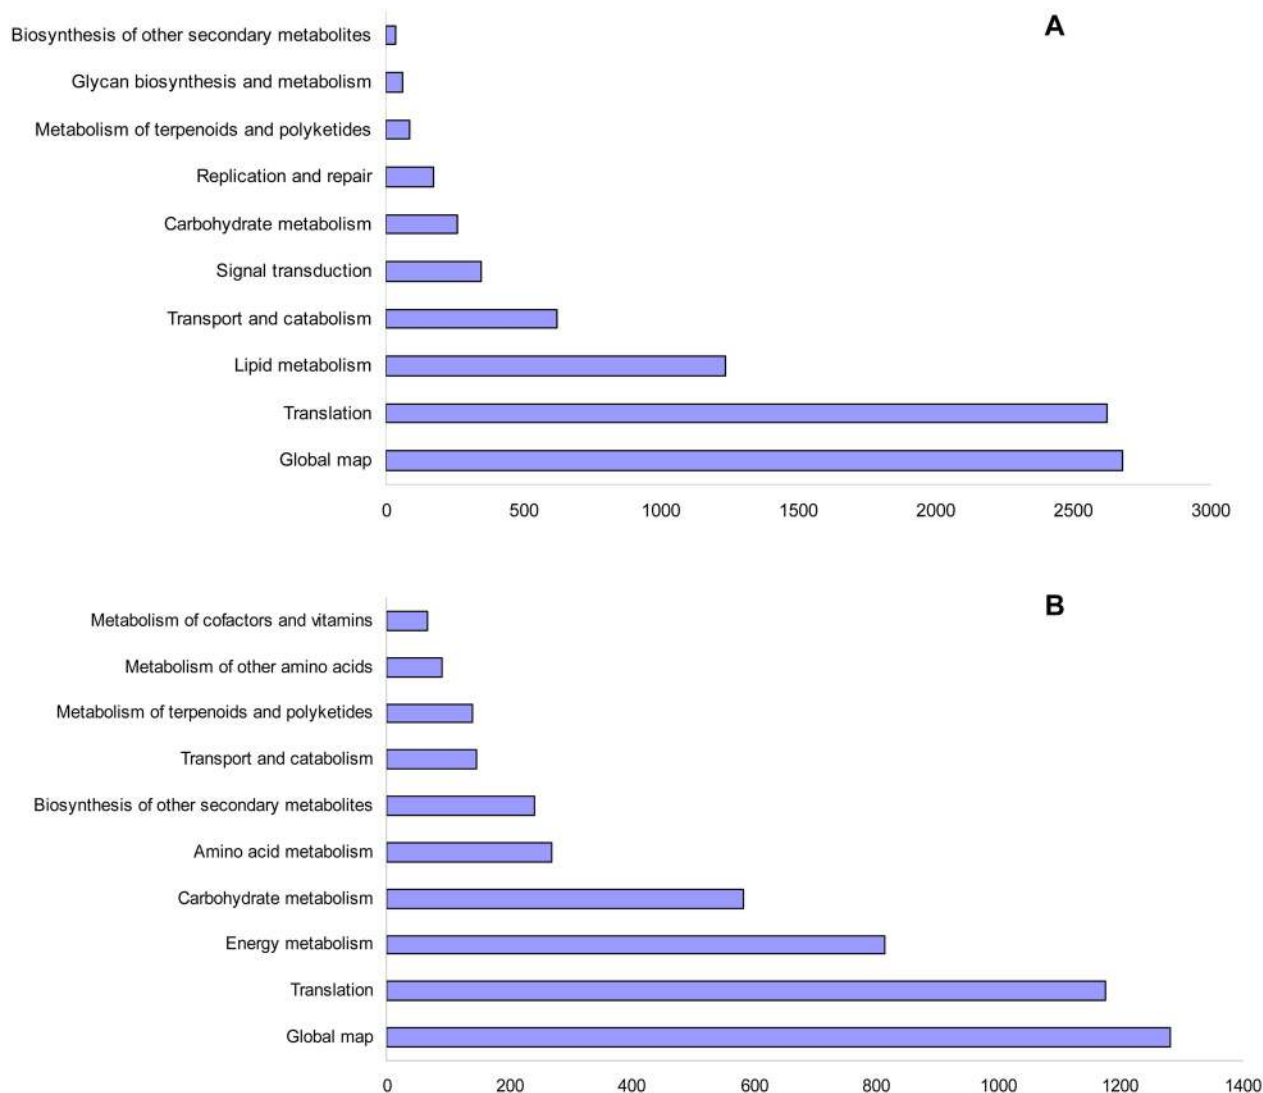 A
Biosynthesis of other secondary metabolites
Glycan biosynthesis and metabolism
Metabolism of terpenoids and polyketides
Replication and repair
Carbohydrate metabolism
Signal transduction
Transport and catabolism
Lipid metabolism
Translation
Global map
0 500 1000 1500 2000 2500 3000
B
Metabolism of cofactors and vitamins
Metabolism of other amino acids
Metabolism of terpenoids and polyketides
Transport and catabolism
Biosynthesis of other secondary metabolites
Amino acid metabolism
Carbohydrate metabolism
Energy metabolism
Translation
Global map
0 200 400 600 800 1000 1200 1400